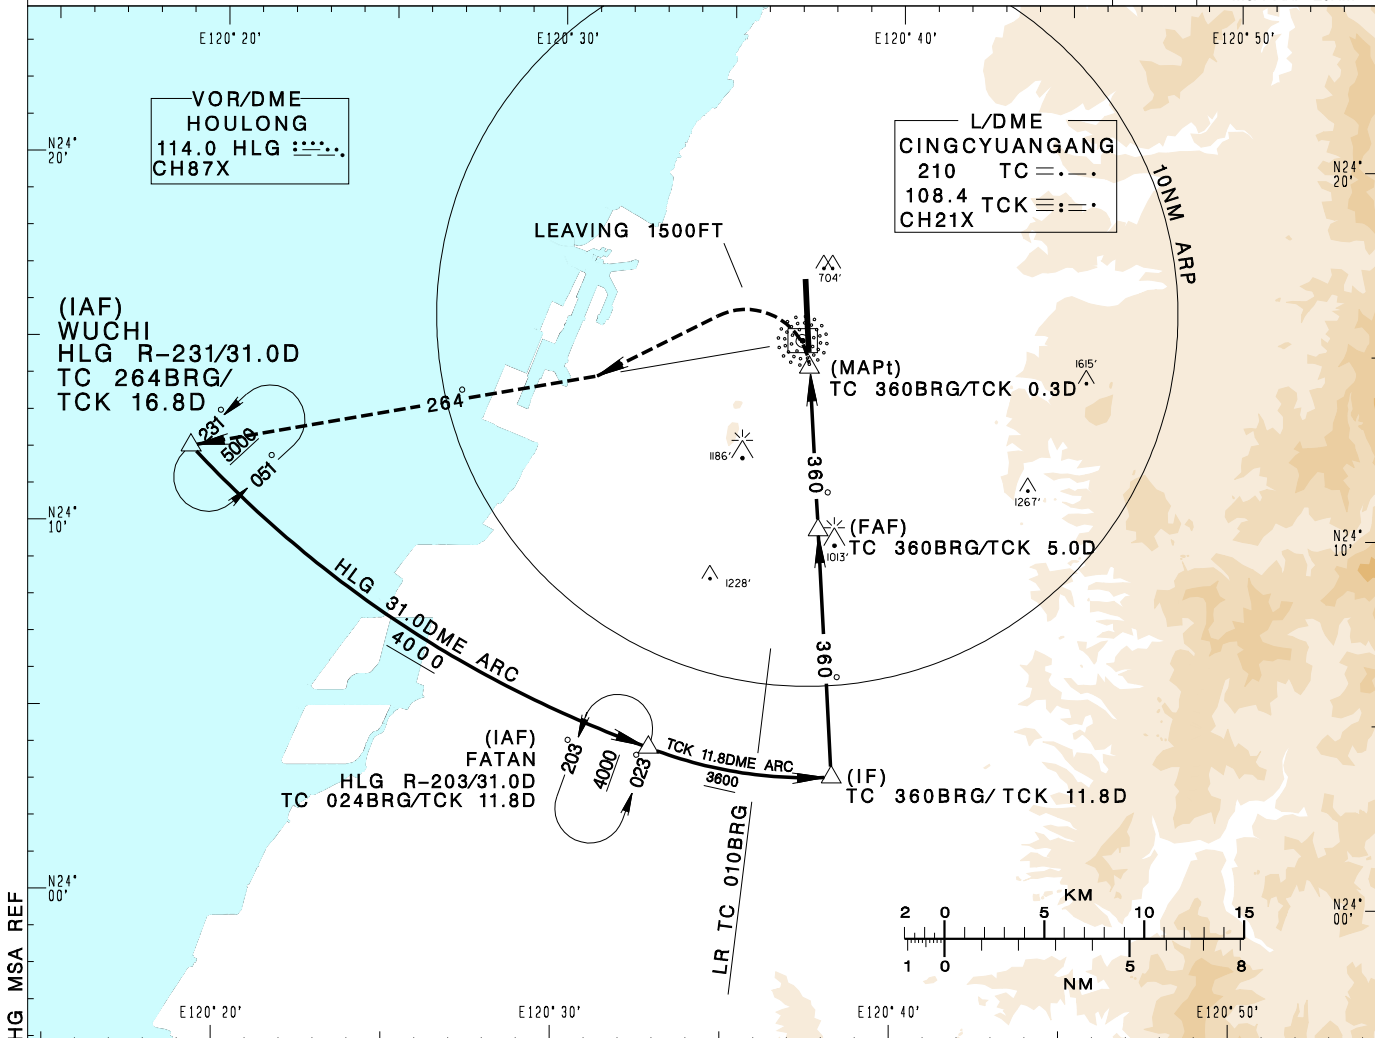 E120° 20'
E120° 30'
E120° 40'
E120° 50'
VOR/DME
HOULONG
114.0 HLG
CH87X
L/DME
CINGCYUANGANG
210 TC
108.4 TCK
CH21X
N24°
20'
N24°
20'
10NM ARP
LEAVING 1500FT
704'
(IAF)
WUCHI
HLG R-231/31.0D
TC 264BRG/
TCK 16.8D
(MAPt)
TC 360BRG/TCK 0.3D
1615'
264°
231°
5000
051°
1186'
360°
1267'
N24°
10'
N24°
10'
(FAF)
TC 360BRG/TCK 5.0D
1013'
1228'
HLG 31.0DME ARC
4000
360°
(IAF)
FATAN
HLG R-203/31.0D
TC 024BRG/TCK 11.8D
203°
4000
023°
TCK 11.8DME ARC
3600
(IF)
TC 360BRG/TCK 11.8D
LR TC 010BRG
N24°
00'
N24°
00'
KM
2 0 5 10 15
1 0 5 8
NM
HG MSA REF
E120° 20'
E120° 30'
E120° 40'
E120° 50'